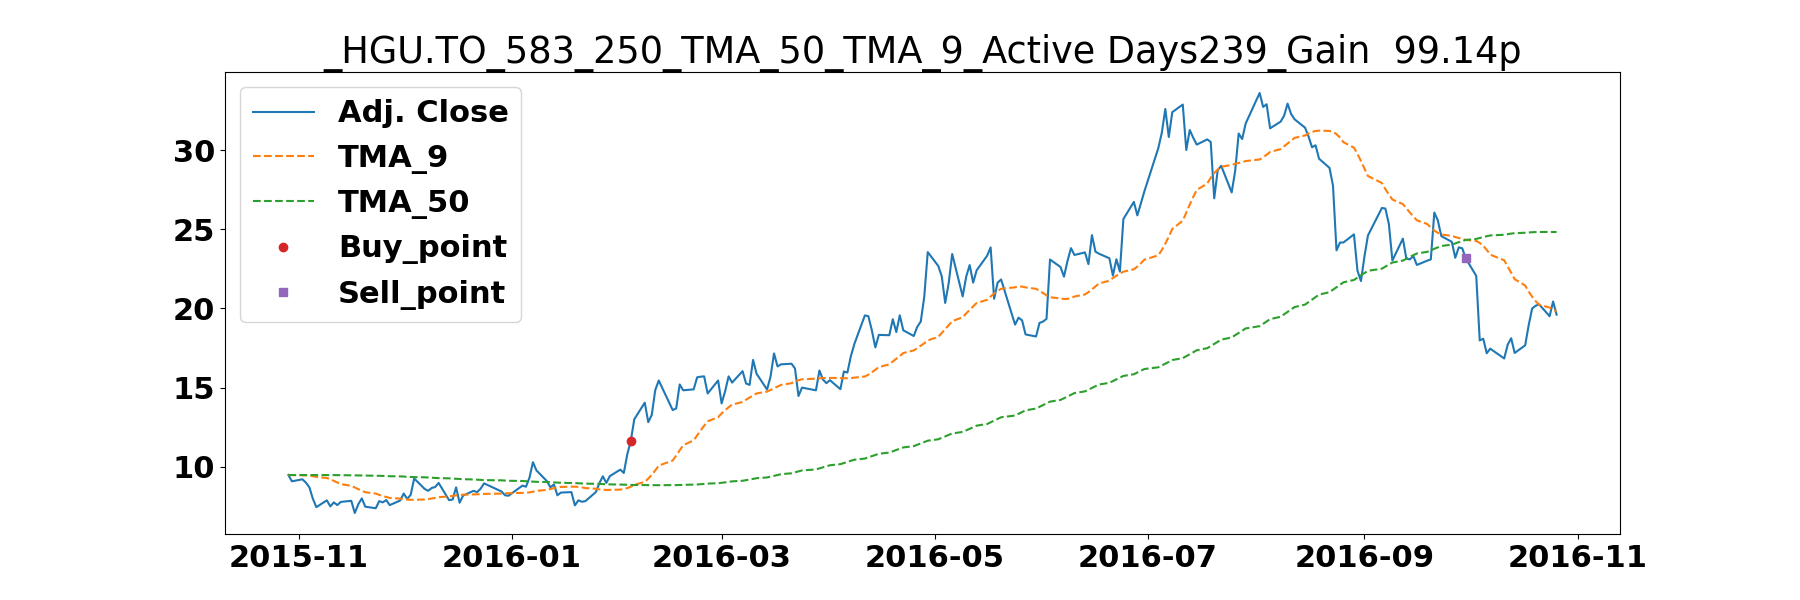 _HGU.TO_583_250_TMA_50_TMA_9_Active Days239_Gain  99.14p
Adj. Close
TMA_9
TMA_50
Buy_point
Sell_point
30
25
20
15
10
2015-11
2016-01
2016-03
2016-05
2016-07
2016-09
2016-11